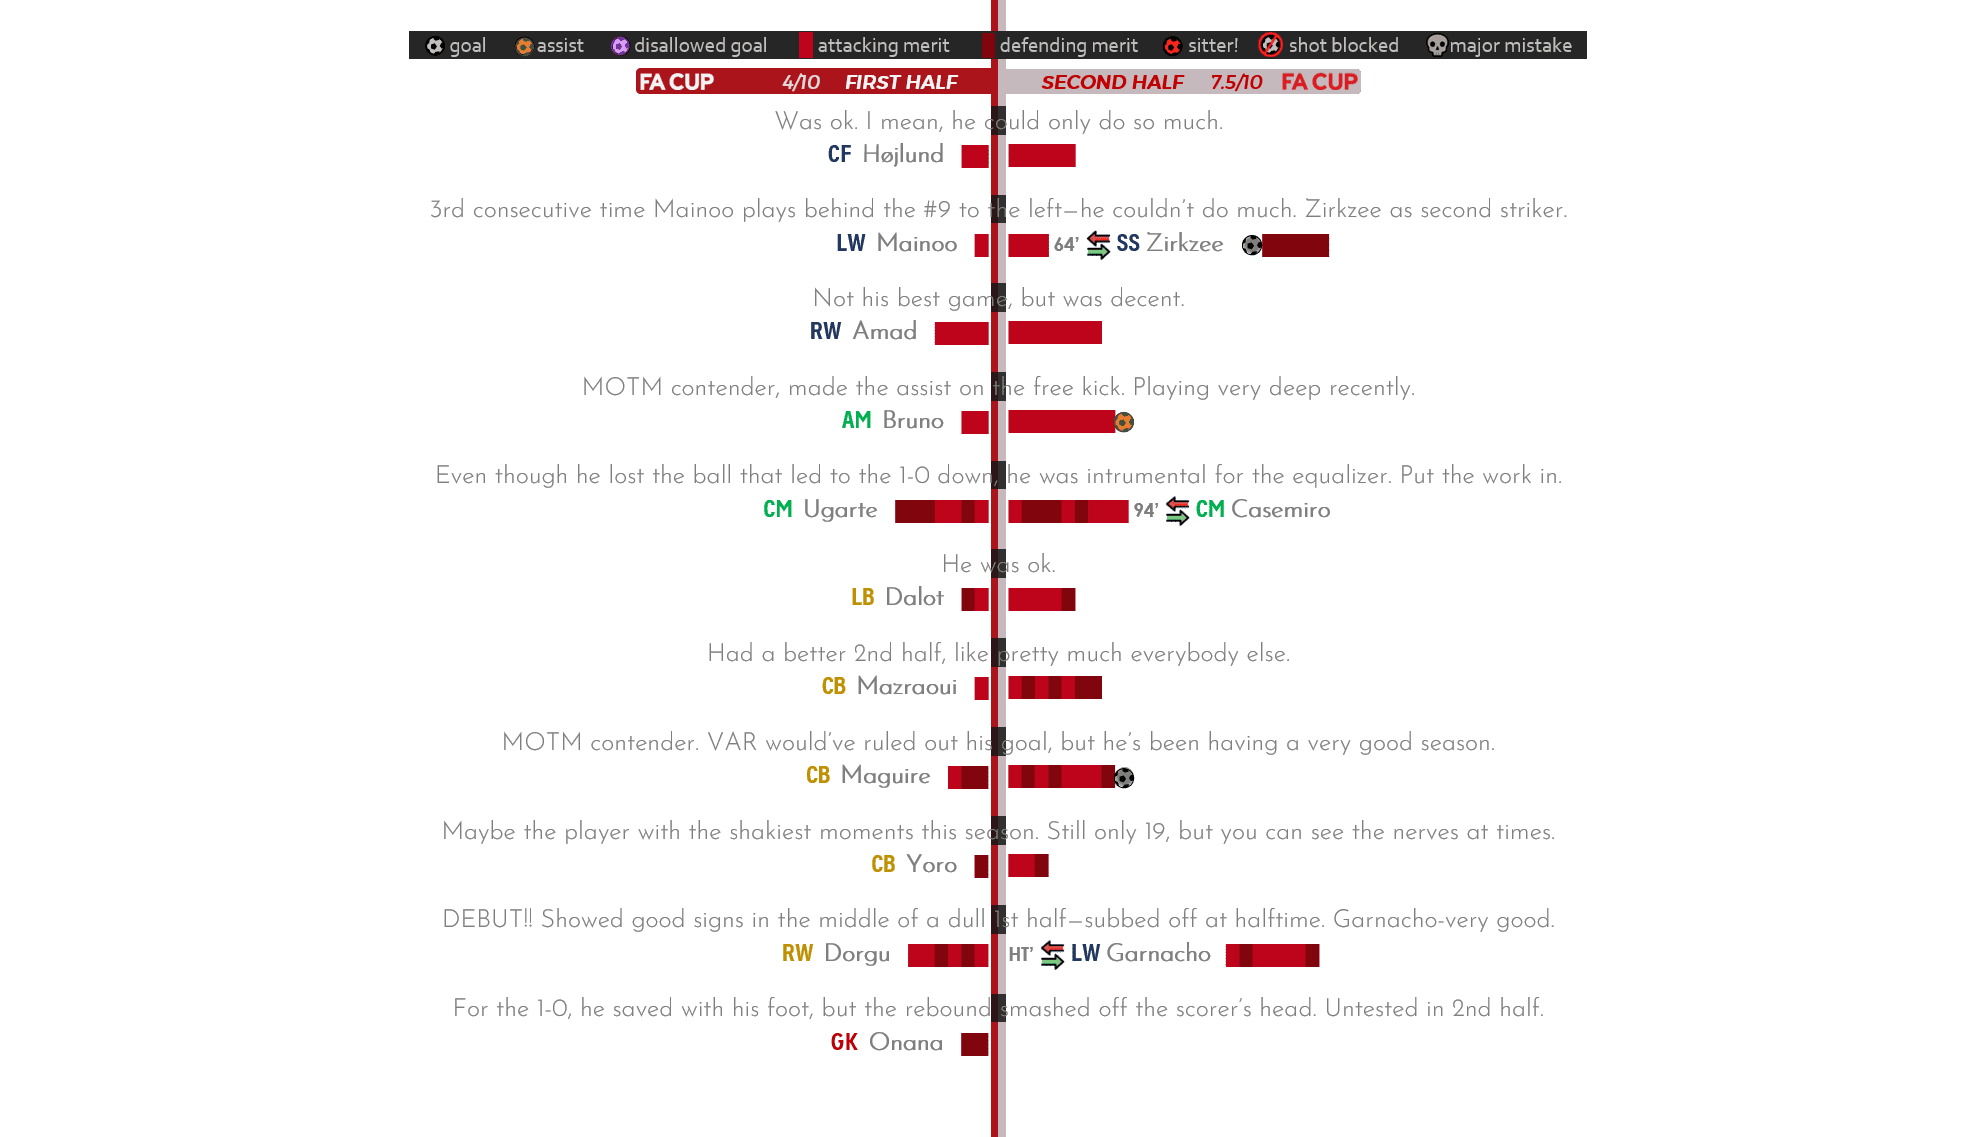 goal assist disallowed goal attacking merit defending merit sitter! shot blocked major mistake
FA CUP 4/10 FIRST HALF SECOND HALF 7.5/10 FA CUP
Was ok. I mean, he could only do so much.
CF Højlund
3rd consecutive time Mainoo plays behind the #9 to the left—he couldn't do much. Zirkzee as second striker.
LW Mainoo 64' SS Zirkzee
Not his best game, but was decent.
RW Amad
MOTM contender, made the assist on the free kick. Playing very deep recently.
AM Bruno
Even though he lost the ball that led to the 1-0 down, he was intrumental for the equalizer. Put the work in.
CM Ugarte 94' CM Casemiro
He was ok.
LB Dalot
Had a better 2nd half, like pretty much everybody else.
CB Mazraoui
MOTM contender. VAR would've ruled out his goal, but he's been having a very good season.
CB Maguire
Maybe the player with the shakiest moments this season. Still only 19, but you can see the nerves at times.
CB Yoro
DEBUT!! Showed good signs in the middle of a dull 1st half—subbed off at halftime. Garnacho-very good.
RW Dorgu HT' LW Garnacho
For the 1-0, he saved with his foot, but the rebound smashed off the scorer's head. Untested in 2nd half.
GK Onana